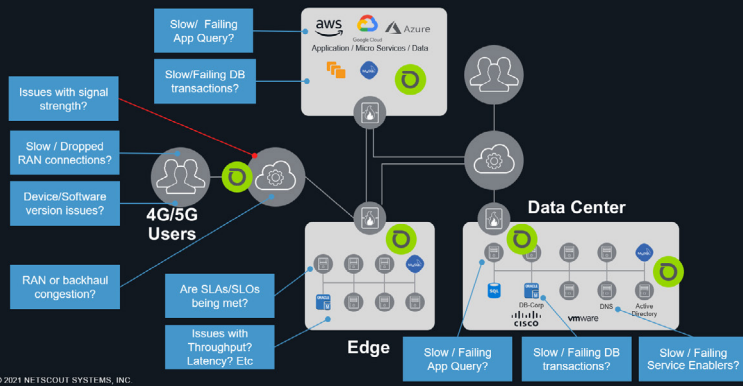 Slow/ Failing
App Query?
Slow/Failing DB
transactions?
aws
Google Cloud
Azure
Application / Micro Services / Data
MySQL
Issues with signal
strength?
Slow / Dropped
RAN connections?
Device/Software
version issues?
RAN or backhaul
congestion?
4G/5G
Users
Are SLAs/SLOs
being met?
Issues with
Throughput?
Latency? Etc
Edge
Data Center
SQL
DB-Corp
DNS
Active
Directory
CISCO
vmware
Slow / Failing
App Query?
Slow / Failing DB
transactions?
Slow / Failing
Service Enablers?
© 2021 NETSCOUT SYSTEMS, INC.